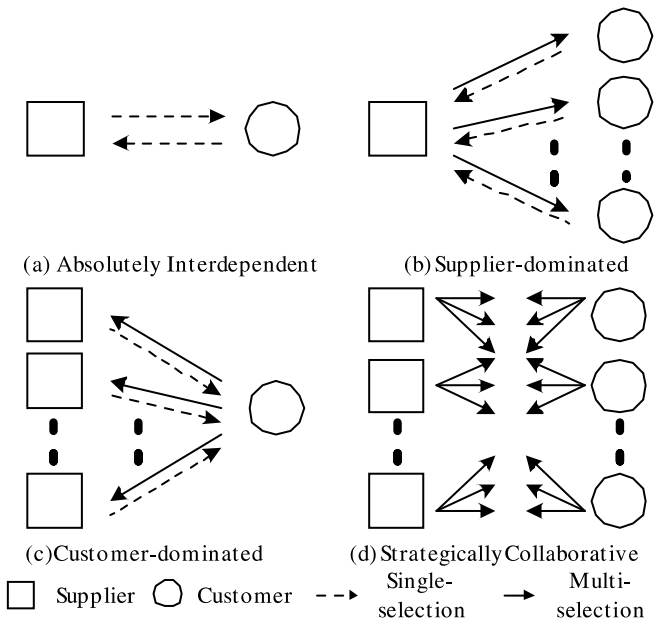 (a) Absolutely Interdependent
(b) Supplier-dominated
(c)Customer-dominated
(d)Strategically Collaborative
Supplier
Customer
Single-
selection
Multi-
selection